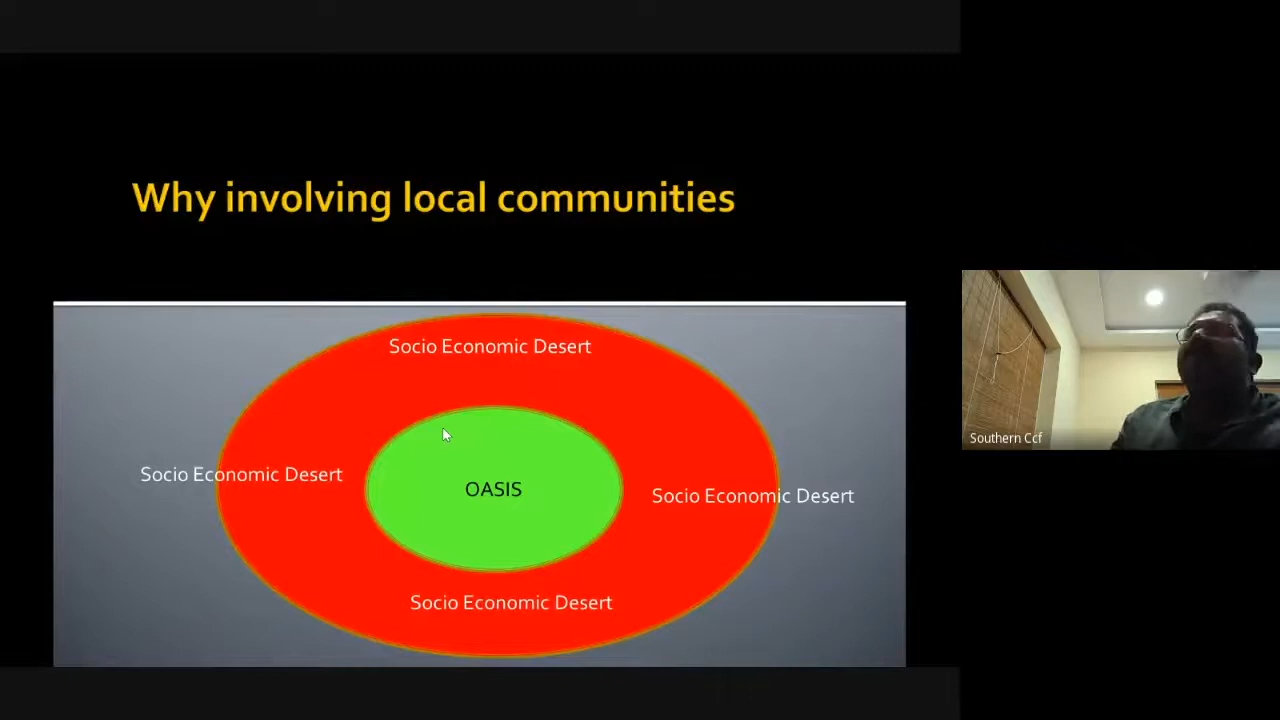 Why involving local communities
Socio Economic Desert
Socio Economic Desert
OASIS
Socio Economic Desert
Socio Economic Desert
Southern Ccf